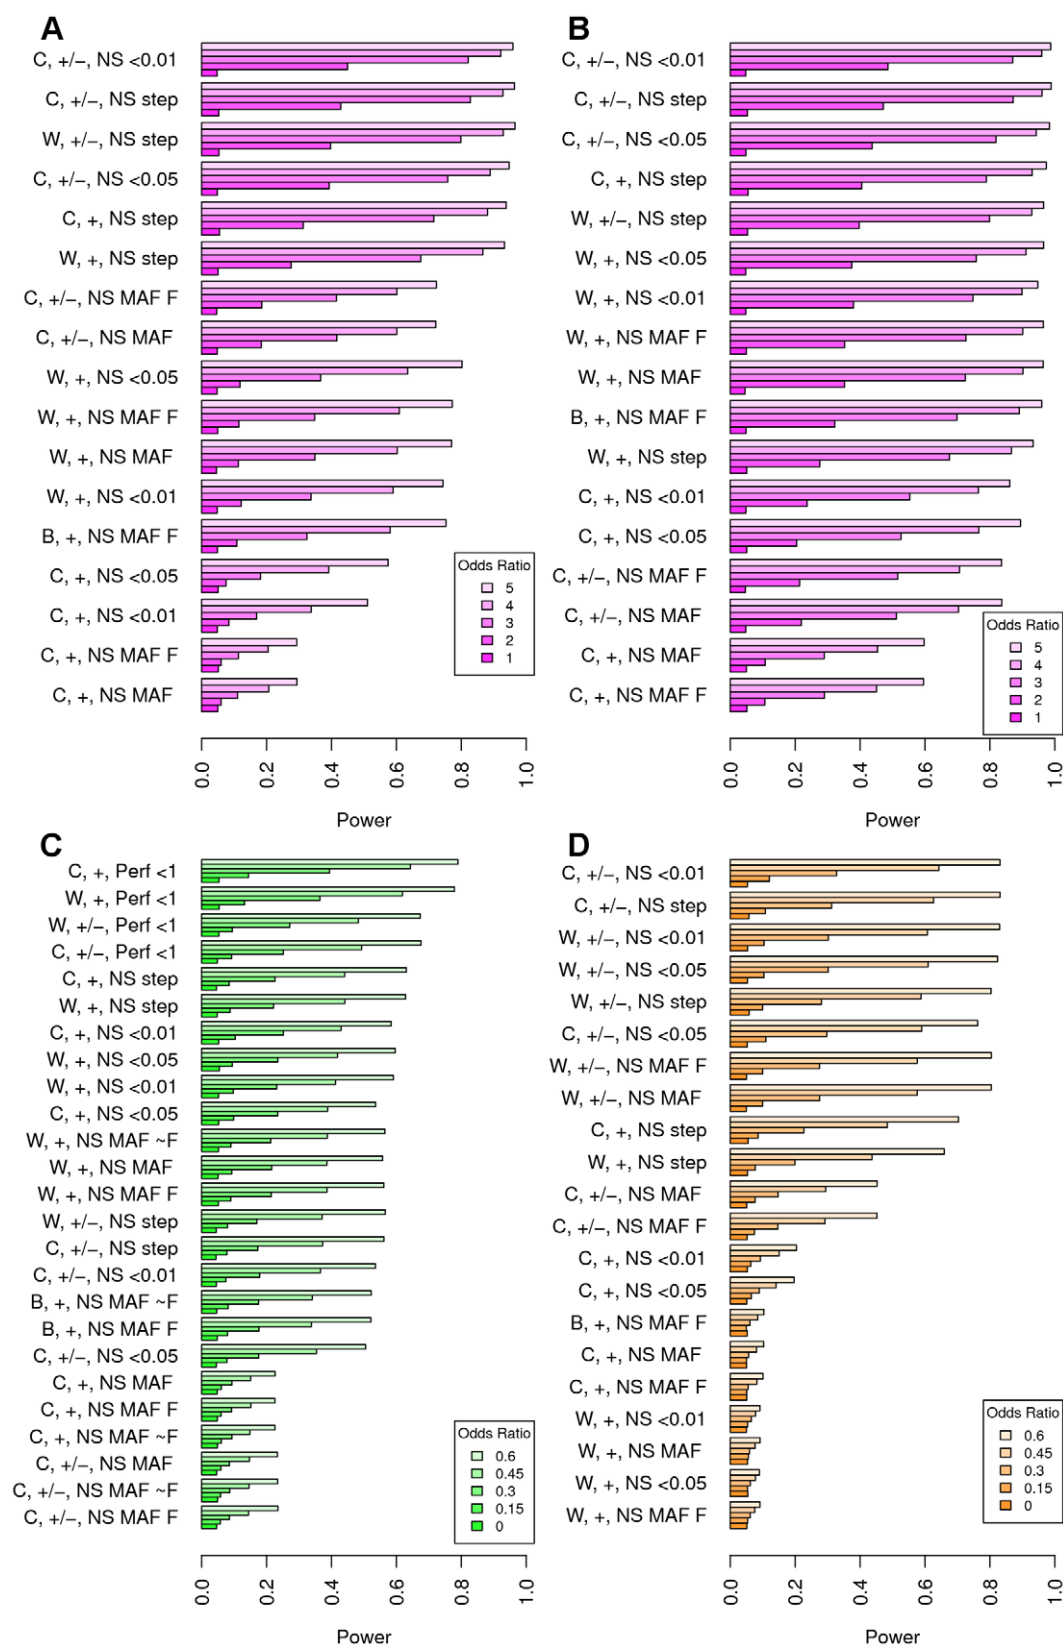 A
C, +/−, NS <0.01
C, +/−, NS step
W, +/−, NS step
C, +/−, NS <0.05
C, +, NS step
W, +, NS step
C, +/−, NS MAF F
C, +/−, NS MAF
W, +, NS <0.05
W, +, NS MAF F
W, +, NS MAF
W, +, NS <0.01
B, +, NS MAF F
C, +, NS <0.05
C, +, NS <0.01
C, +, NS MAF F
C, +, NS MAF
Odds Ratio
5
4
3
2
1
0.0 0.2 0.4 0.6 0.8 1.0
Power
B
C, +/−, NS <0.01
C, +/−, NS step
C, +/−, NS <0.05
C, +, NS step
W, +/−, NS step
W, +, NS <0.05
W, +, NS <0.01
W, +, NS MAF F
W, +, NS MAF
B, +, NS MAF F
W, +, NS step
C, +, NS <0.01
C, +, NS <0.05
C, +/−, NS MAF F
C, +/−, NS MAF
C, +, NS MAF
C, +, NS MAF F
Odds Ratio
5
4
3
2
1
0.0 0.2 0.4 0.6 0.8 1.0
Power
C
C, +, Perf <1
W, +, Perf <1
W, +/−, Perf <1
C, +/−, Perf <1
C, +, NS step
W, +, NS step
C, +, NS <0.01
W, +, NS <0.05
W, +, NS <0.01
C, +, NS <0.05
W, +, NS MAF ~F
W, +, NS MAF
W, +, NS MAF F
W, +/−, NS step
C, +/−, NS step
C, +/−, NS <0.01
B, +, NS MAF ~F
B, +, NS MAF F
C, +/−, NS <0.05
C, +, NS MAF
C, +, NS MAF F
C, +, NS MAF ~F
C, +/−, NS MAF
C, +/−, NS MAF ~F
C, +/−, NS MAF F
Odds Ratio
0.6
0.45
0.3
0.15
0
0.0 0.2 0.4 0.6 0.8 1.0
Power
D
C, +/−, NS <0.01
C, +/−, NS step
W, +/−, NS <0.01
W, +/−, NS <0.05
W, +/−, NS step
C, +/−, NS <0.05
W, +/−, NS MAF F
W, +/−, NS MAF
C, +, NS step
W, +, NS step
C, +/−, NS MAF
C, +/−, NS MAF F
C, +, NS <0.01
C, +, NS <0.05
B, +, NS MAF F
C, +, NS MAF
C, +, NS MAF F
W, +, NS <0.01
W, +, NS MAF
W, +, NS <0.05
W, +, NS MAF F
Odds Ratio
0.6
0.45
0.3
0.15
0
0.0 0.2 0.4 0.6 0.8 1.0
Power